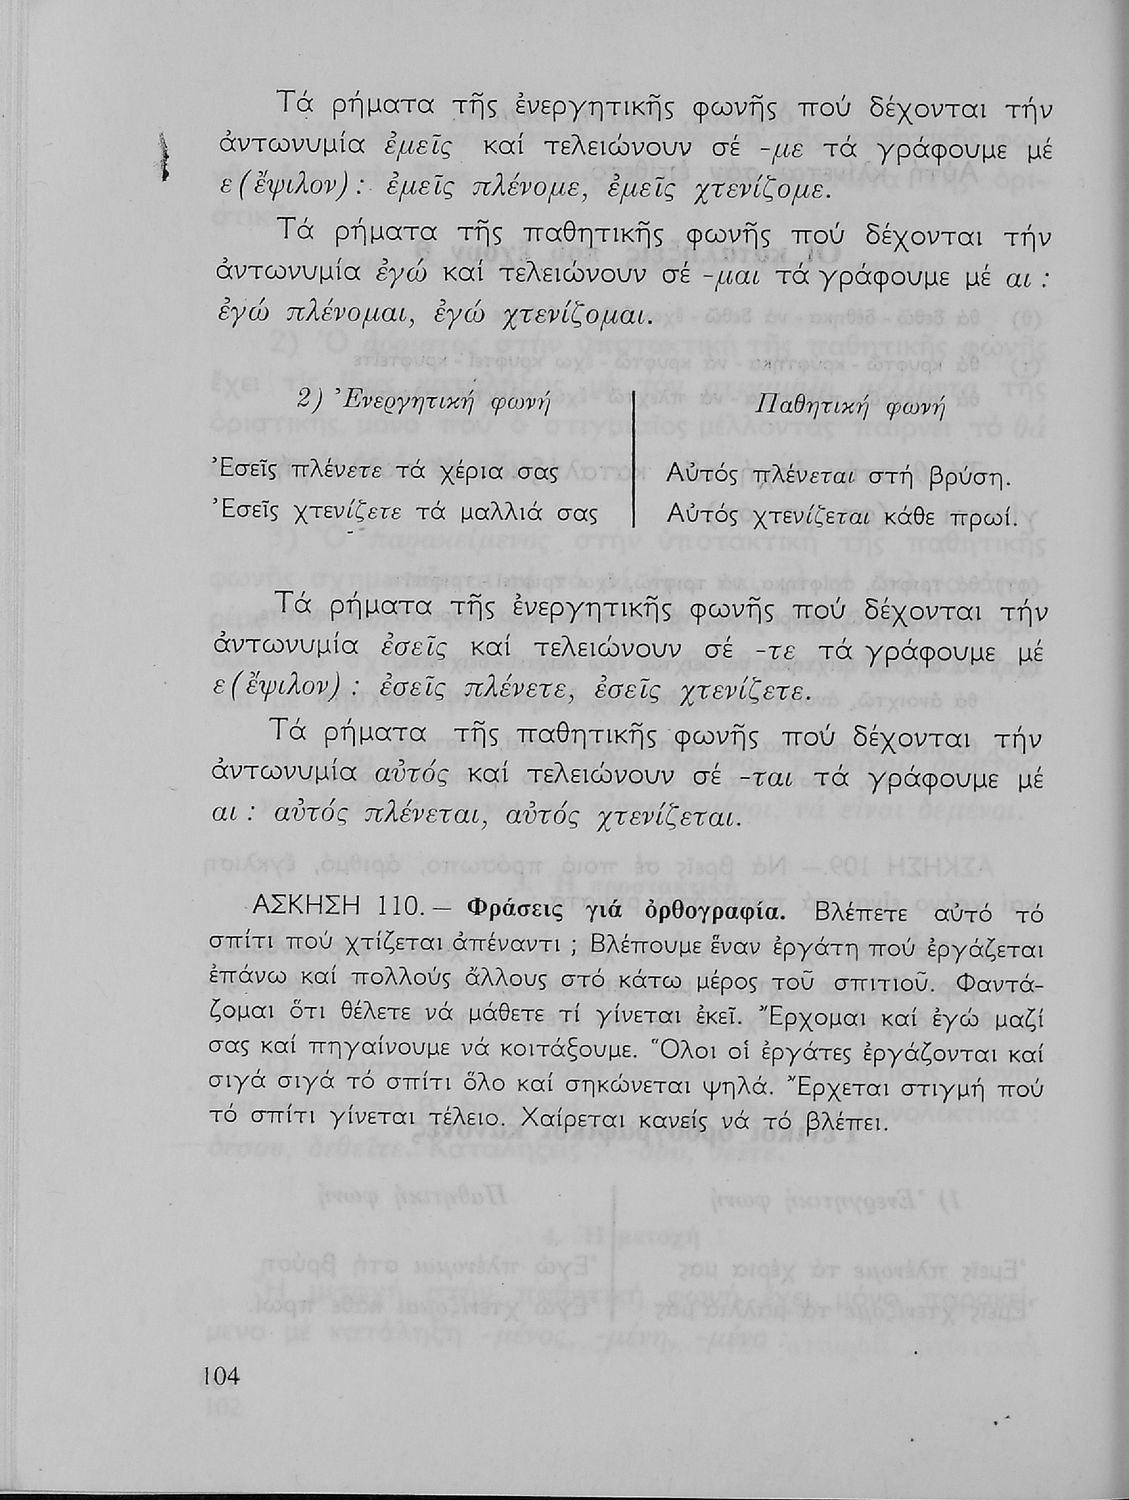 Τά ρήματα τῆς ἐνεργητικῆς φωνῆς πού δέχονται τήν
ἀντωνυμία ἐμεῖς καί τελειώνουν σέ -με τά γράφουμε μέ
ε (ἔψιλον) : ἐμεῖς πλένομε, ἐμεῖς χτενίζομε.
Τά ρήματα τῆς παθητικῆς φωνῆς πού δέχονται τήν
ἀντωνυμία ἐγώ καί τελειώνουν σέ -μαι τά γράφουμε μέ αι :
ἐγώ πλένομαι, ἐγώ χτενίζομαι.
2) Ἐνεργητική φωνή
Ἐσεῖς πλένετε τά χέρια σας
Ἐσεῖς χτενίζετε τά μαλλιά σας
Παθητική φωνή
Αὐτός πλένεται στή βρύση.
Αὐτός χτενίζεται κάθε πρωί.
Τά ρήματα τῆς ἐνεργητικῆς φωνῆς πού δέχονται τήν
ἀντωνυμία ἐσεῖς καί τελειώνουν σέ -τε τά γράφουμε μέ
ε (ἔψιλον) : ἐσεῖς πλένετε, ἐσεῖς χτενίζετε.
Τά ρήματα τῆς παθητικῆς φωνῆς πού δέχονται τήν
ἀντωνυμία αὐτός καί τελειώνουν σέ -ται τά γράφουμε μέ
αι : αὐτός πλένεται, αὐτός χτενίζεται.
ΑΣΚΗΣΗ 110. — Φράσεις γιά ὀρθογραφία. Βλέπετε αὐτό τό
σπίτι πού χτίζεται ἀπέναντι ; Βλέπουμε ἕναν ἐργάτη πού ἐργάζεται
ἐπάνω καί πολλούς ἄλλους στό κάτω μέρος τοῦ σπιτιοῦ. Φαντά-
ζομαι ὅτι θέλετε νά μάθετε τί γίνεται ἐκεῖ. Ἔρχομαι καί ἐγώ μαζί
σας καί πηγαίνουμε νά κοιτάξουμε. Ὅλοι οἱ ἐργάτες ἐργάζονται καί
σιγά σιγά τό σπίτι ὅλο καί σηκώνεται ψηλά. Ἔρχεται στιγμή πού
τό σπίτι γίνεται τέλειο. Χαίρεται κανείς νά τό βλέπει.
104